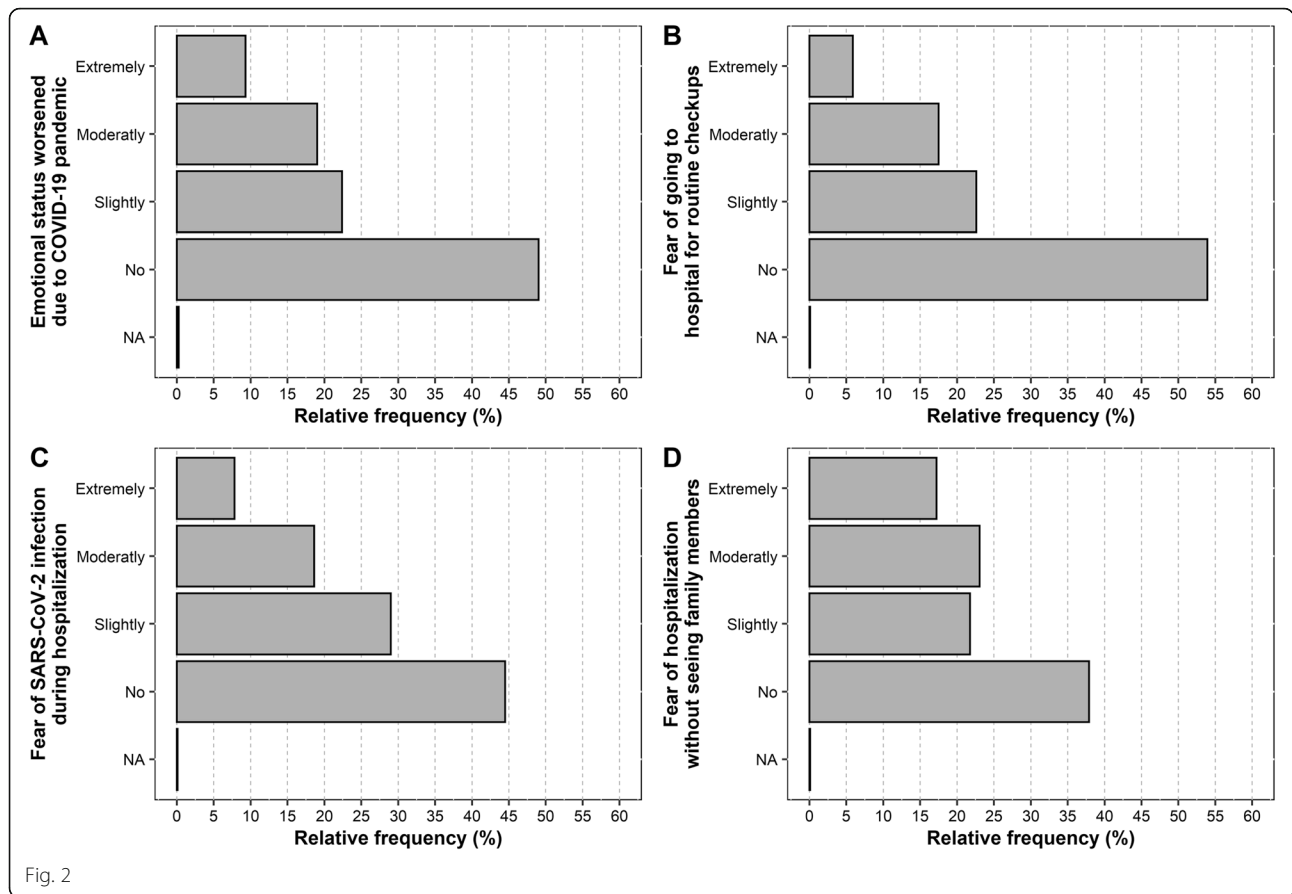 A
Emotional status worsened
due to COVID-19 pandemic
Extremely
Moderatly
Slightly
No
NA
0 5 10 15 20 25 30 35 40 45 50 55 60
Relative frequency (%)
B
Fear of going to
hospital for routine checkups
Extremely
Moderatly
Slightly
No
NA
0 5 10 15 20 25 30 35 40 45 50 55 60
Relative frequency (%)
C
Fear of SARS-CoV-2 infection
during hospitalization
Extremely
Moderatly
Slightly
No
NA
0 5 10 15 20 25 30 35 40 45 50 55 60
Relative frequency (%)
D
Fear of hospitalization
without seeing family members
Extremely
Moderatly
Slightly
No
NA
0 5 10 15 20 25 30 35 40 45 50 55 60
Relative frequency (%)
Fig. 2